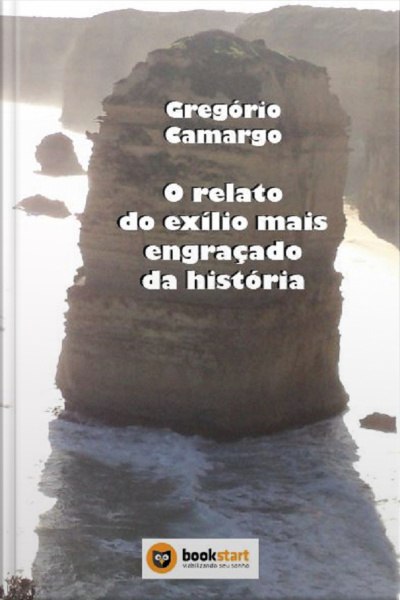 Gregório
Camargo
O relato
do exílio mais
engraçado
da história
bookstart
viabilizando seu sonho